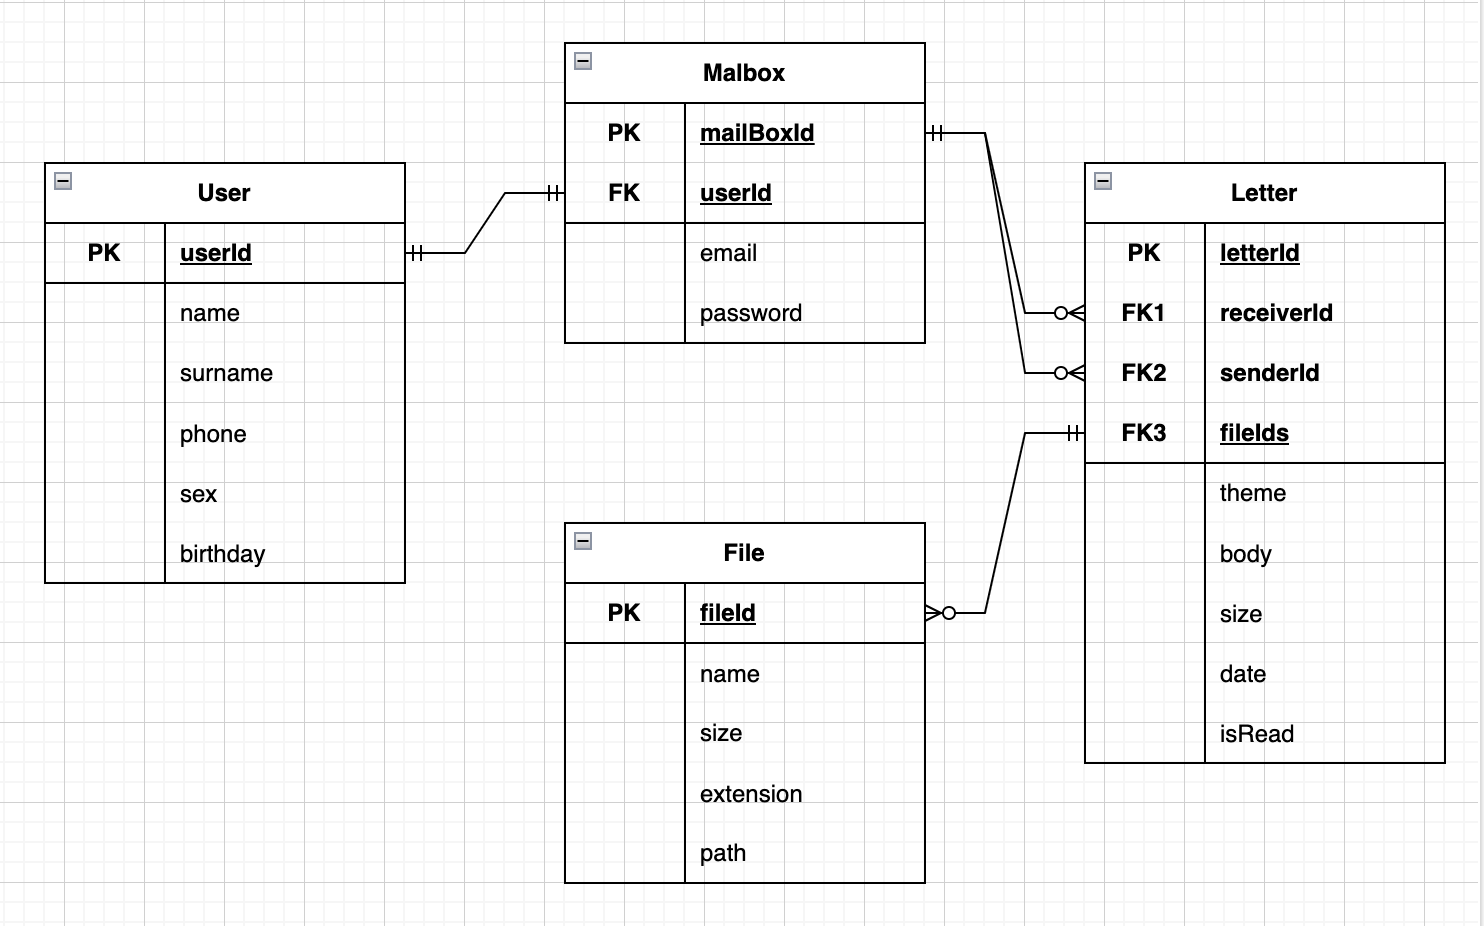 User
PK userId
name
surname
phone
sex
birthday
Malbox
PK mailBoxId
FK userId
email
password
File
PK fileId
name
size
extension
path
Letter
PK letterId
FK1 receiverId
FK2 senderId
FK3 fileIds
theme
body
size
date
isRead